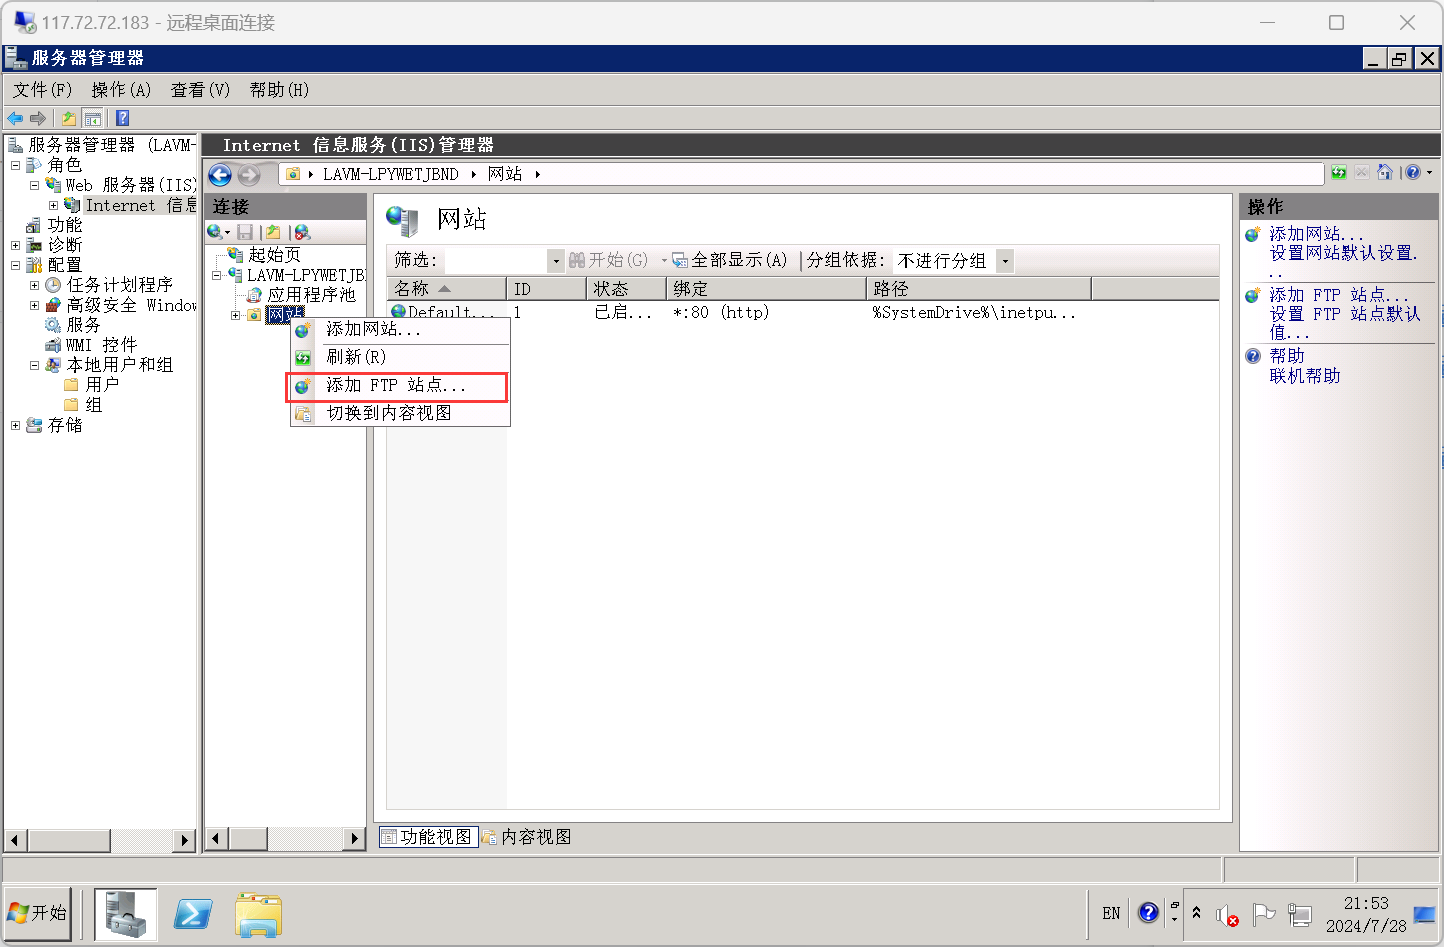 117.72.72.183 - 远程桌面连接
服务器管理器
文件(F) 操作(A) 查看(V) 帮助(H)
服务器管理器 (LAVM-
角色
Web 服务器(IIS)
Internet 信息
功能
诊断
配置
任务计划程序
高级安全 Window
服务
WMI 控件
本地用户和组
用户
组
存储
Internet 信息服务(IIS)管理器
LAVM-LPYWETJBND 网站
连接
起始页
LAVM-LPYWETJB
应用程序池
网站
添加网站...
刷新(R)
添加 FTP 站点...
切换到内容视图
网站
筛选: 开始(G) 全部显示(A) 分组依据: 不进行分组
名称 ID 状态 绑定 路径
Default... 1 已启... *:80 (http) %SystemDrive%\inetpu...
功能视图 内容视图
操作
添加网站...
设置网站默认设置.
..
添加 FTP 站点...
设置 FTP 站点默认
值...
帮助
联机帮助
开始
EN
21:53
2024/7/28